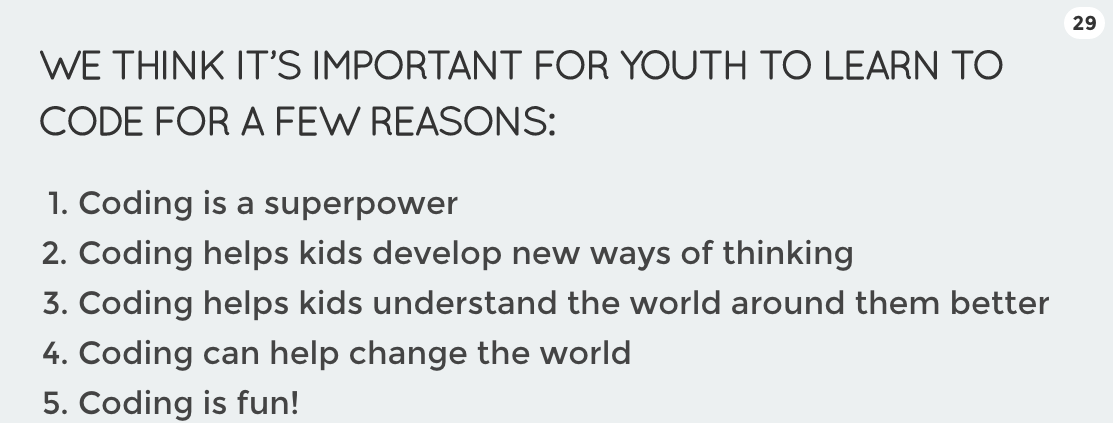 29
WE THINK IT'S IMPORTANT FOR YOUTH TO LEARN TO
CODE FOR A FEW REASONS:
1. Coding is a superpower
2. Coding helps kids develop new ways of thinking
3. Coding helps kids understand the world around them better
4. Coding can help change the world
5. Coding is fun!